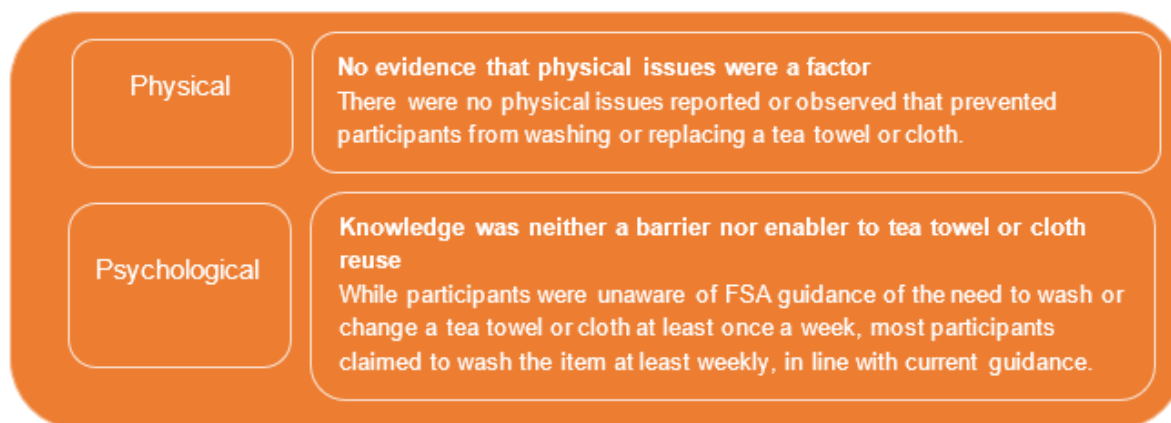 Physical
No evidence that physical issues were a factor
There were no physical issues reported or observed that prevented
participants from washing or replacing a tea towel or cloth.
Psychological
Knowledge was neither a barrier nor enabler to tea towel or cloth
reuse
While participants were unaware of FSA guidance of the need to wash or
change a tea towel or cloth at least once a week, most participants
claimed to wash the item at least weekly, in line with current guidance.